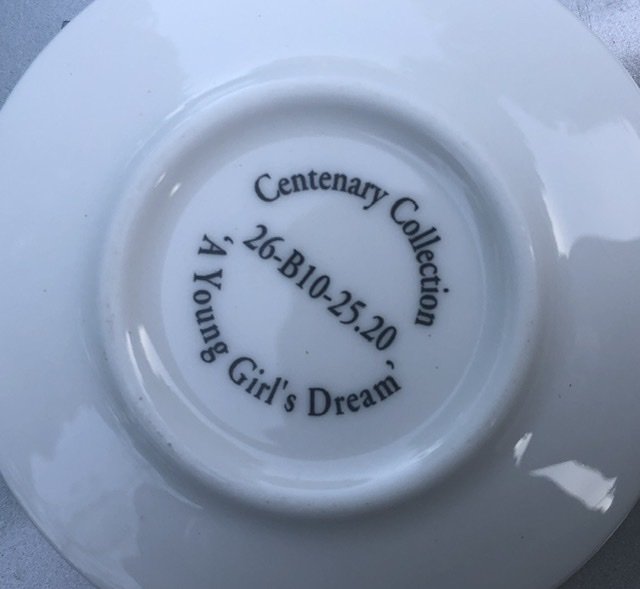 Centenary Collection
26-B10-25.20
'A Young Girl's Dream'